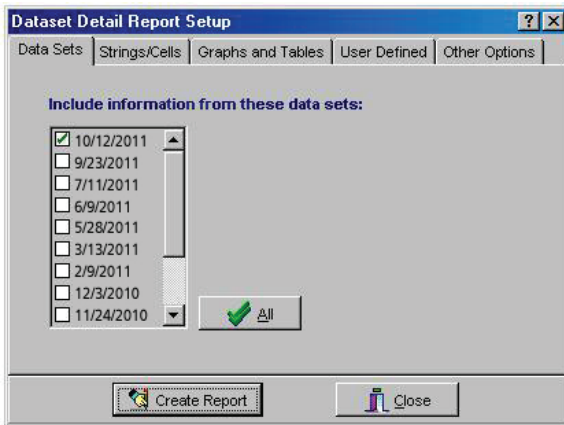 Dataset Detail Report Setup
Data Sets Strings/Cells Graphs and Tables User Defined Other Options
Include information from these data sets:
10/12/2011
9/23/2011
7/11/2011
6/9/2011
5/28/2011
3/13/2011
2/9/2011
12/3/2010
11/24/2010
All
Create Report Close